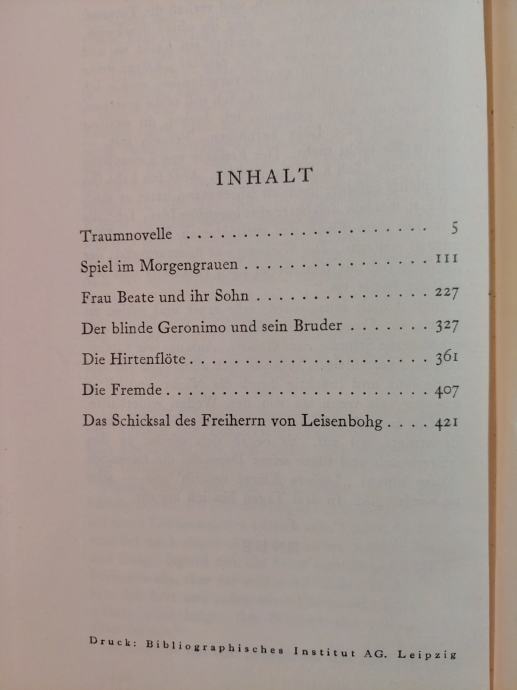 INHALT
Traumnovelle . . . . . . . . . . . . . . . . . . . . . 5
Spiel im Morgengrauen . . . . . . . . . . . . . . . . 111
Frau Beate und ihr Sohn . . . . . . . . . . . . . . . 227
Der blinde Geronimo und sein Bruder . . . . . . . 327
Die Hirtenflöte . . . . . . . . . . . . . . . . . . . . 361
Die Fremde . . . . . . . . . . . . . . . . . . . . . . 407
Das Schicksal des Freiherrn von Leisenbohg . . . . 421
Druck: Bibliographisches Institut AG. Leipzig